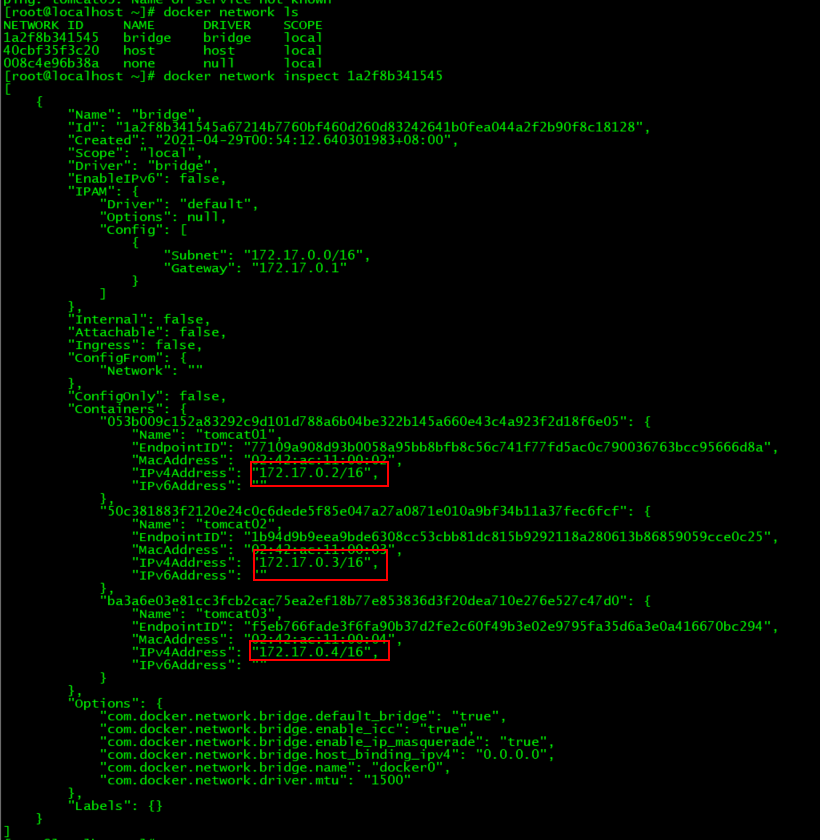 ping: tomcat03: Name or service not known
[root@localhost ~]# docker network ls
NETWORK ID     NAME      DRIVER    SCOPE
1a2f8b341545   bridge    bridge    local
40cbf35f3c20   host      host      local
008c4e96b38a   none      null      local
[root@localhost ~]# docker network inspect 1a2f8b341545
[
    {
        "Name": "bridge",
        "Id": "1a2f8b341545a67214b7760bf460d260d83242641b0fea044a2f2b90f8c18128",
        "Created": "2021-04-29T00:54:12.640301983+08:00",
        "Scope": "local",
        "Driver": "bridge",
        "EnableIPv6": false,
        "IPAM": {
            "Driver": "default",
            "Options": null,
            "Config": [
                {
                    "Subnet": "172.17.0.0/16",
                    "Gateway": "172.17.0.1"
                }
            ]
        },
        "Internal": false,
        "Attachable": false,
        "Ingress": false,
        "ConfigFrom": {
            "Network": ""
        },
        "ConfigOnly": false,
        "Containers": {
            "053b009c152a83292c9d101d788a6b04be322b145a660e43c4a923f2d18f6e05": {
                "Name": "tomcat01",
                "EndpointID": "77109a908d93b0058a95bb8bfb8c56c741f77fd5ac0c790036763bcc95666d8a",
                "MacAddress": "02:42:ac:11:00:02",
                "IPv4Address": "172.17.0.2/16",
                "IPv6Address": ""
            },
            "50c381883f2120e24c0c6dede5f85e047a27a0871e010a9bf34b11a37fec6fcf": {
                "Name": "tomcat02",
                "EndpointID": "1b94d9b9eea9bde6308cc53cbb81dc815b9292118a280613b86859059cce0c25",
                "MacAddress": "02:42:ac:11:00:03",
                "IPv4Address": "172.17.0.3/16",
                "IPv6Address": ""
            },
            "ba3a6e03e81cc3fcb2cac75ea2ef18b77e853836d3f20dea710e276e527c47d0": {
                "Name": "tomcat03",
                "EndpointID": "f5eb766fade3f6fa90b37d2fe2c60f49b3e02e9795fa35d6a3e0a416670bc294",
                "MacAddress": "02:42:ac:11:00:04",
                "IPv4Address": "172.17.0.4/16",
                "IPv6Address": ""
            }
        },
        "Options": {
            "com.docker.network.bridge.default_bridge": "true",
            "com.docker.network.bridge.enable_icc": "true",
            "com.docker.network.bridge.enable_ip_masquerade": "true",
            "com.docker.network.bridge.host_binding_ipv4": "0.0.0.0",
            "com.docker.network.bridge.name": "docker0",
            "com.docker.network.driver.mtu": "1500"
        },
        "Labels": {}
    }
]